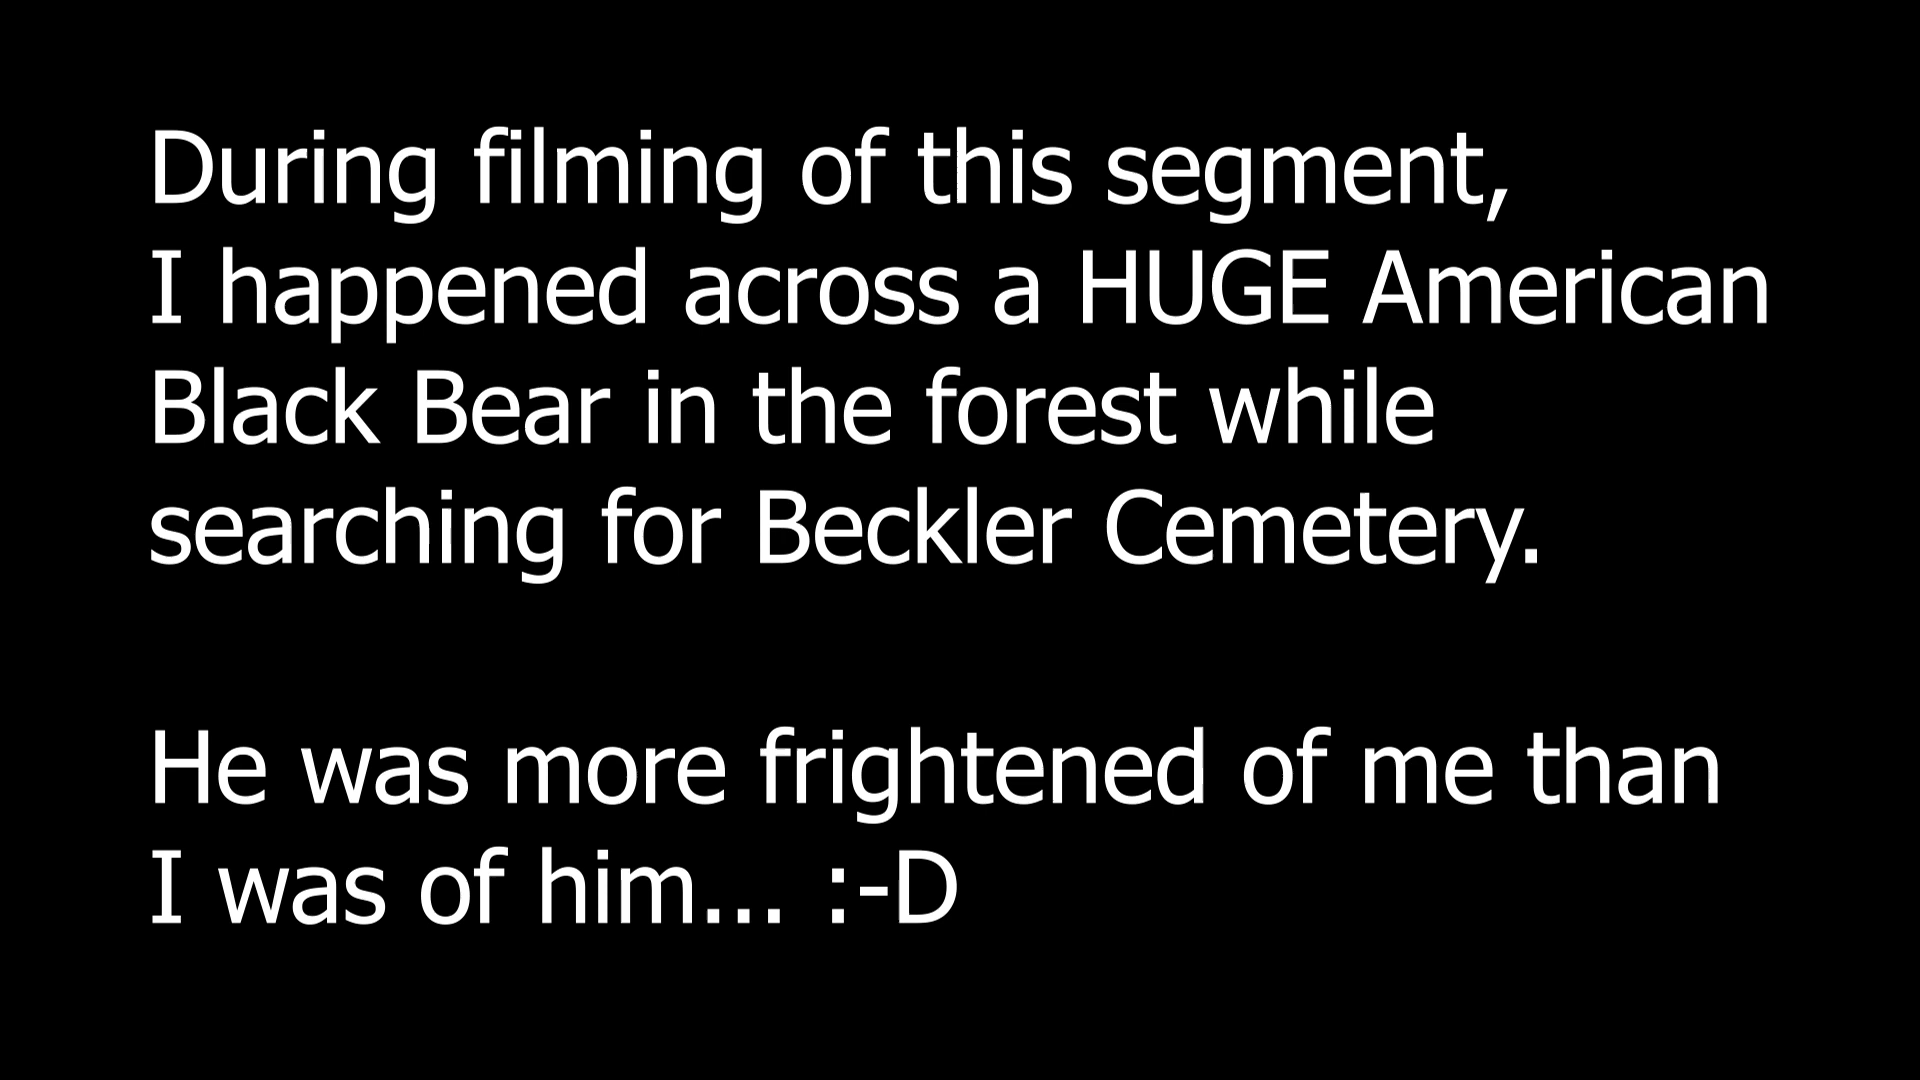 During filming of this segment,
I happened across a HUGE American
Black Bear in the forest while
searching for Beckler Cemetery.
He was more frightened of me than
I was of him... :-D